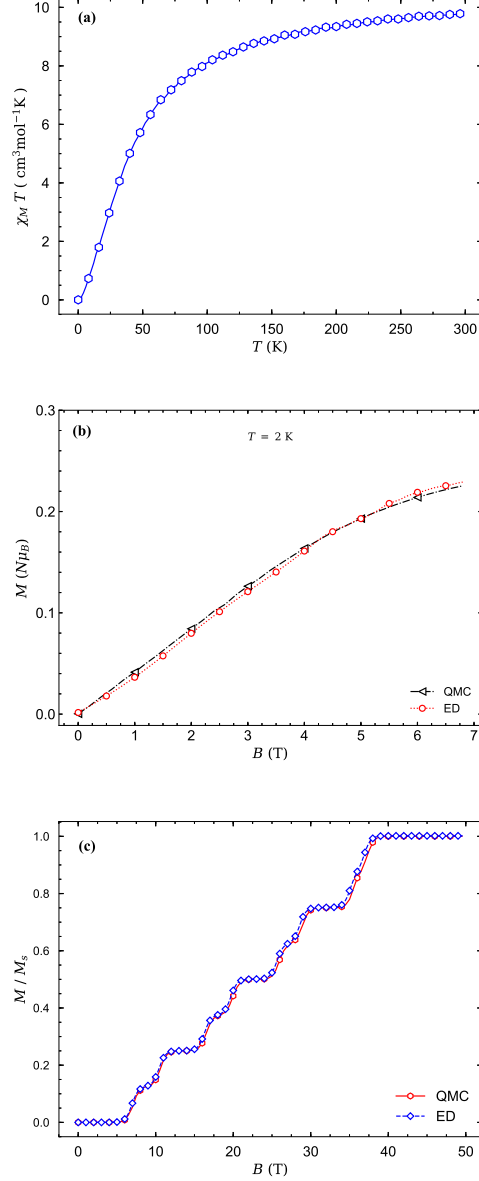 (a)
10
8
6
4
2
0
χ_M T ( cm³mol⁻¹K )
0 50 100 150 200 250 300
T (K)
(b)
T = 2 K
0.3
0.2
0.1
0.0
M (Nμ_B)
QMC
ED
0 1 2 3 4 5 6 7
B (T)
(c)
1.0
0.8
0.6
0.4
0.2
0.0
M / M_s
QMC
ED
0 10 20 30 40 50
B (T)